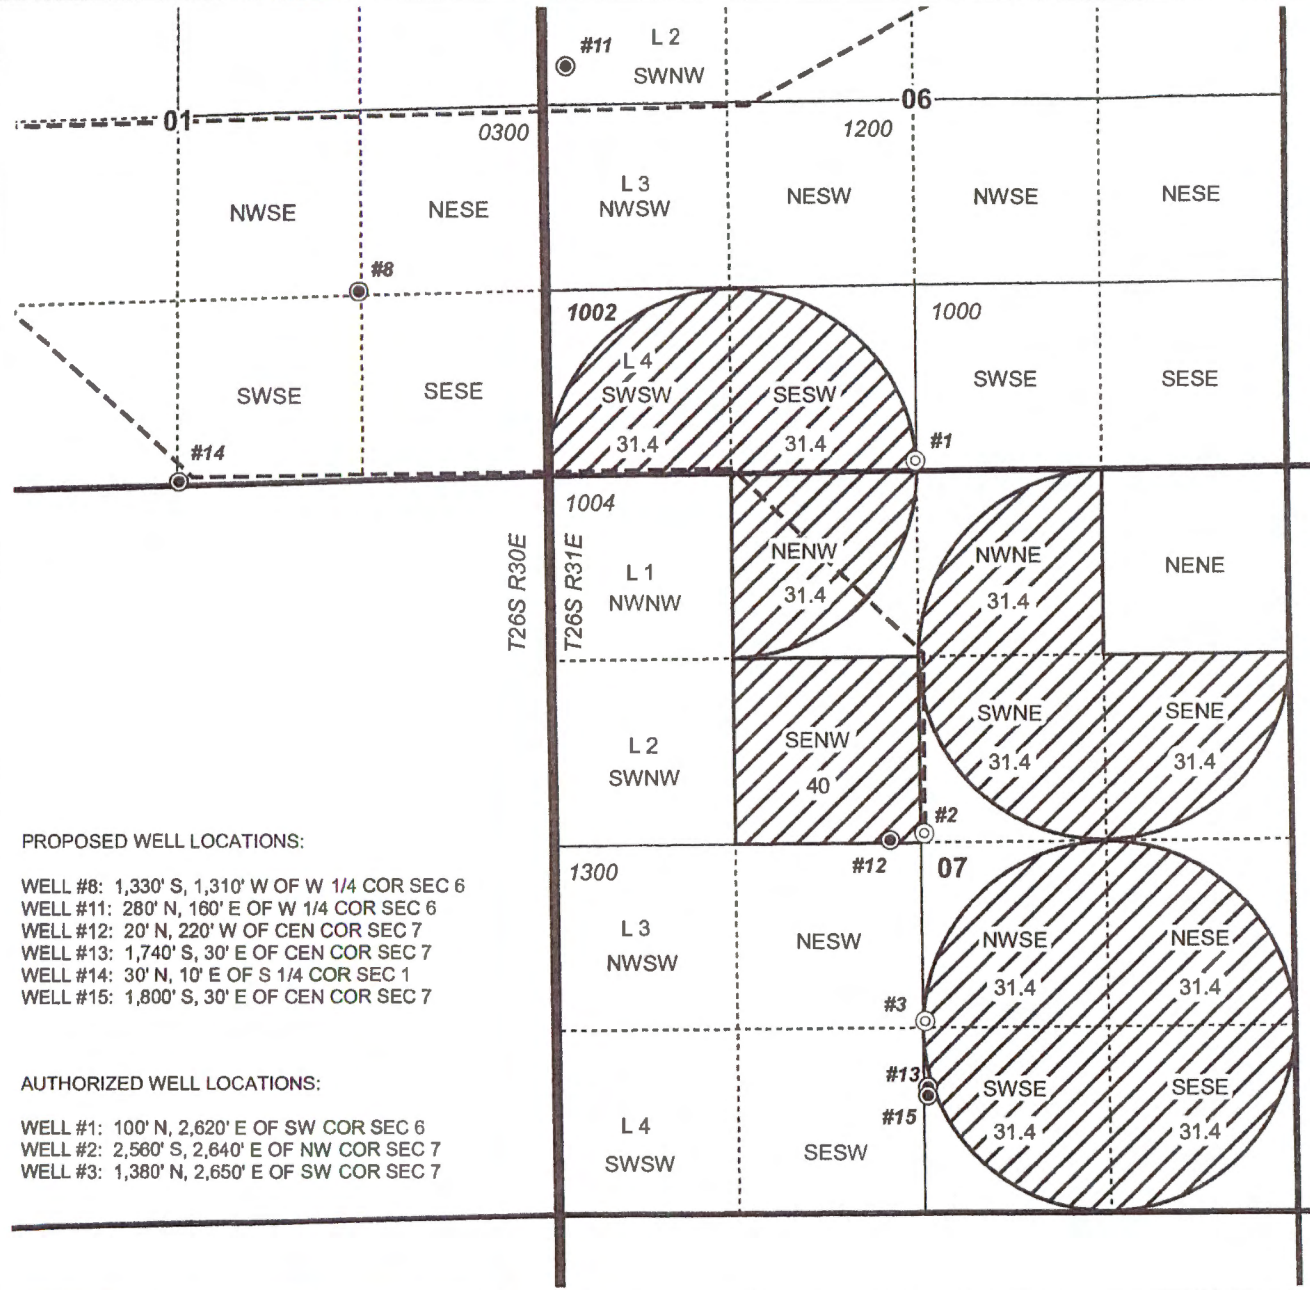 #11
L 2
SWNW
01
06
0300
1200
L 3
NWSW
NESW
NWSE
NESE
NWSE
NESE
#8
1002
1000
L 4
SWSW
31.4
SESW
31.4
SWSE
SESE
SWSE
SESE
#14
#1
1004
T26S R30E
T26S R31E
L 1
NWNW
NENW
31.4
NWNE
31.4
NENE
L 2
SWNW
SENW
40
SWNE
31.4
SENE
31.4
#2
#12
07
1300
L 3
NWSW
NESW
NWSE
31.4
NESE
31.4
#3
#13
#15
L 4
SWSW
SESW
SWSE
31.4
SESE
31.4
PROPOSED WELL LOCATIONS:
WELL #8: 1,330' S, 1,310' W OF W 1/4 COR SEC 6
WELL #11: 280' N, 160' E OF W 1/4 COR SEC 6
WELL #12: 20' N, 220' W OF CEN COR SEC 7
WELL #13: 1,740' S, 30' E OF CEN COR SEC 7
WELL #14: 30' N, 10' E OF S 1/4 COR SEC 1
WELL #15: 1,800' S, 30' E OF CEN COR SEC 7
AUTHORIZED WELL LOCATIONS:
WELL #1: 100' N, 2,620' E OF SW COR SEC 6
WELL #2: 2,560' S, 2,640' E OF NW COR SEC 7
WELL #3: 1,380' N, 2,650' E OF SW COR SEC 7